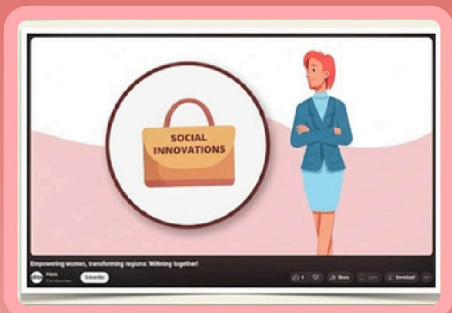 SOCIAL
INNOVATIONS
Empowering women, transforming regions: WINning together!
Subscribe
Share
Download